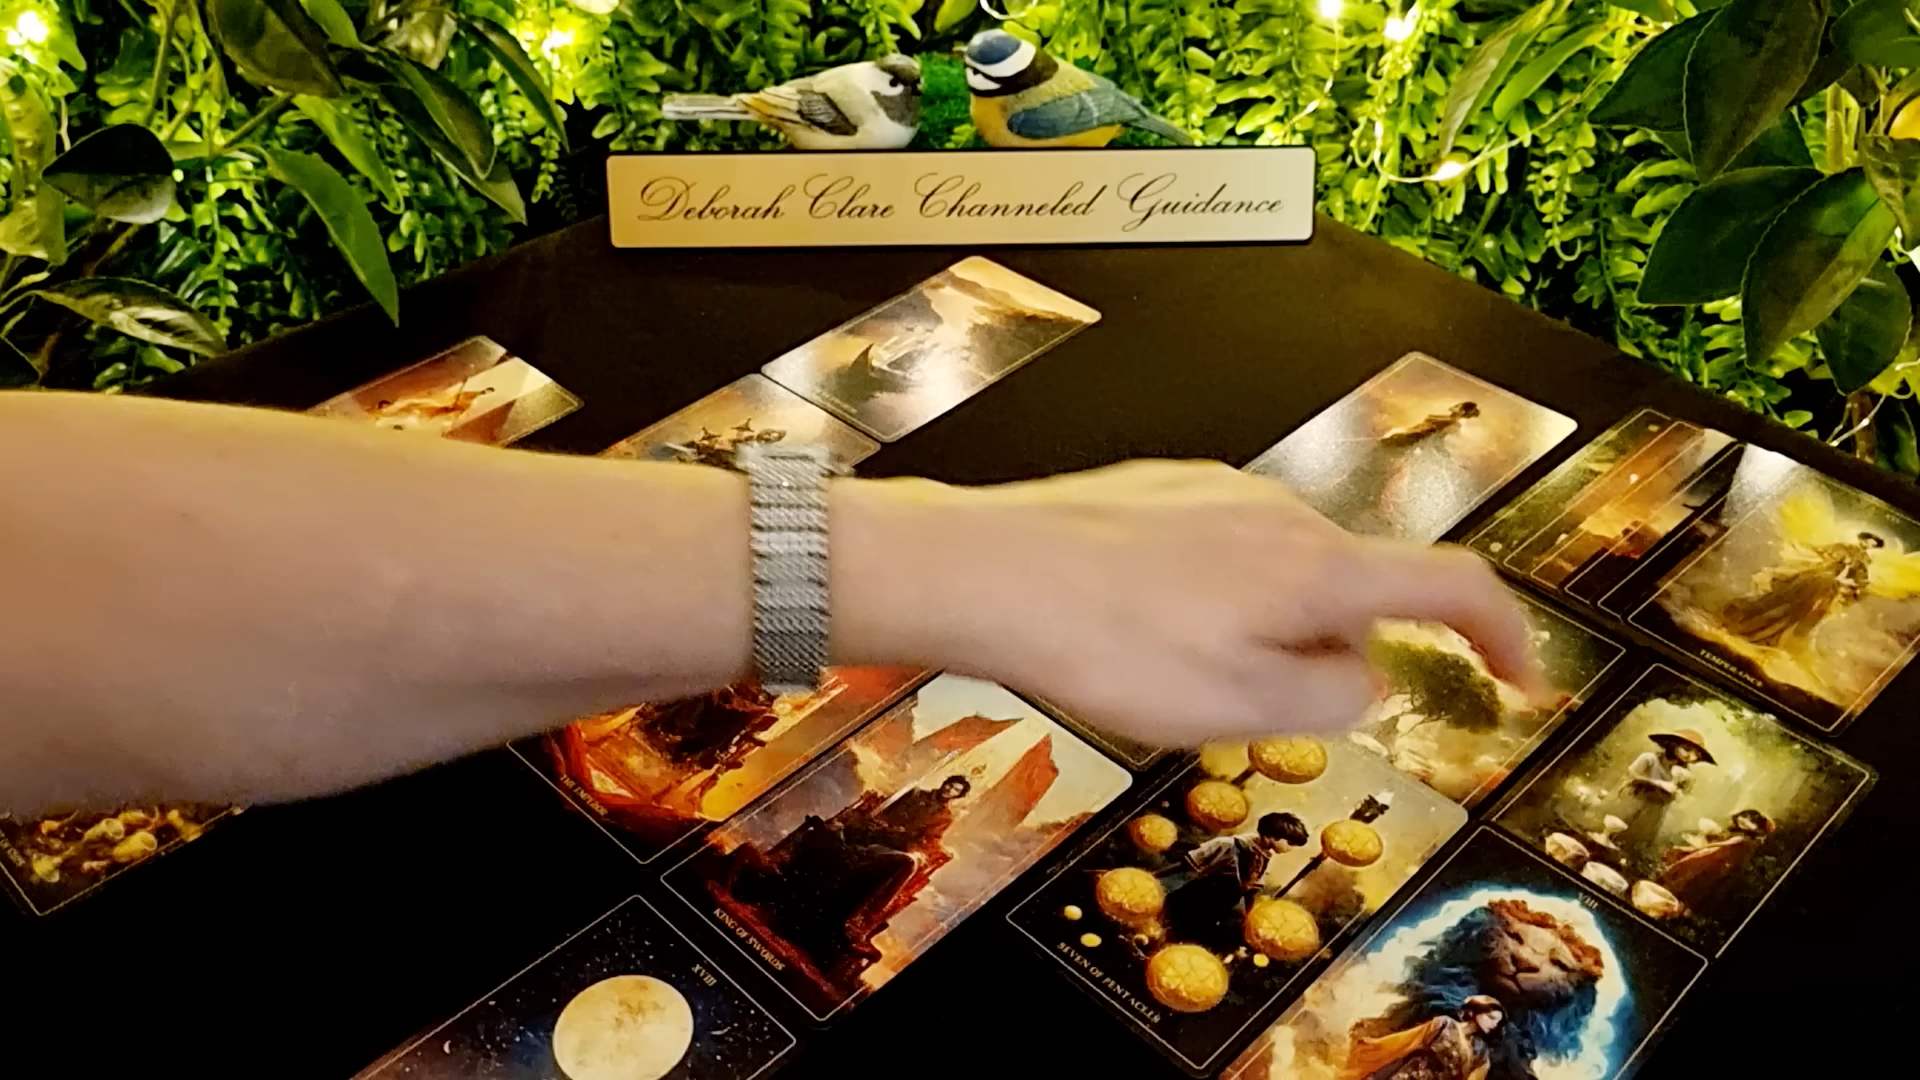 Deborah Clare Channeled Guidance
TEMPERANCE
THE EMPEROR
KING OF SWORDS
SEVEN OF PENTACLES
VIII
XVIII